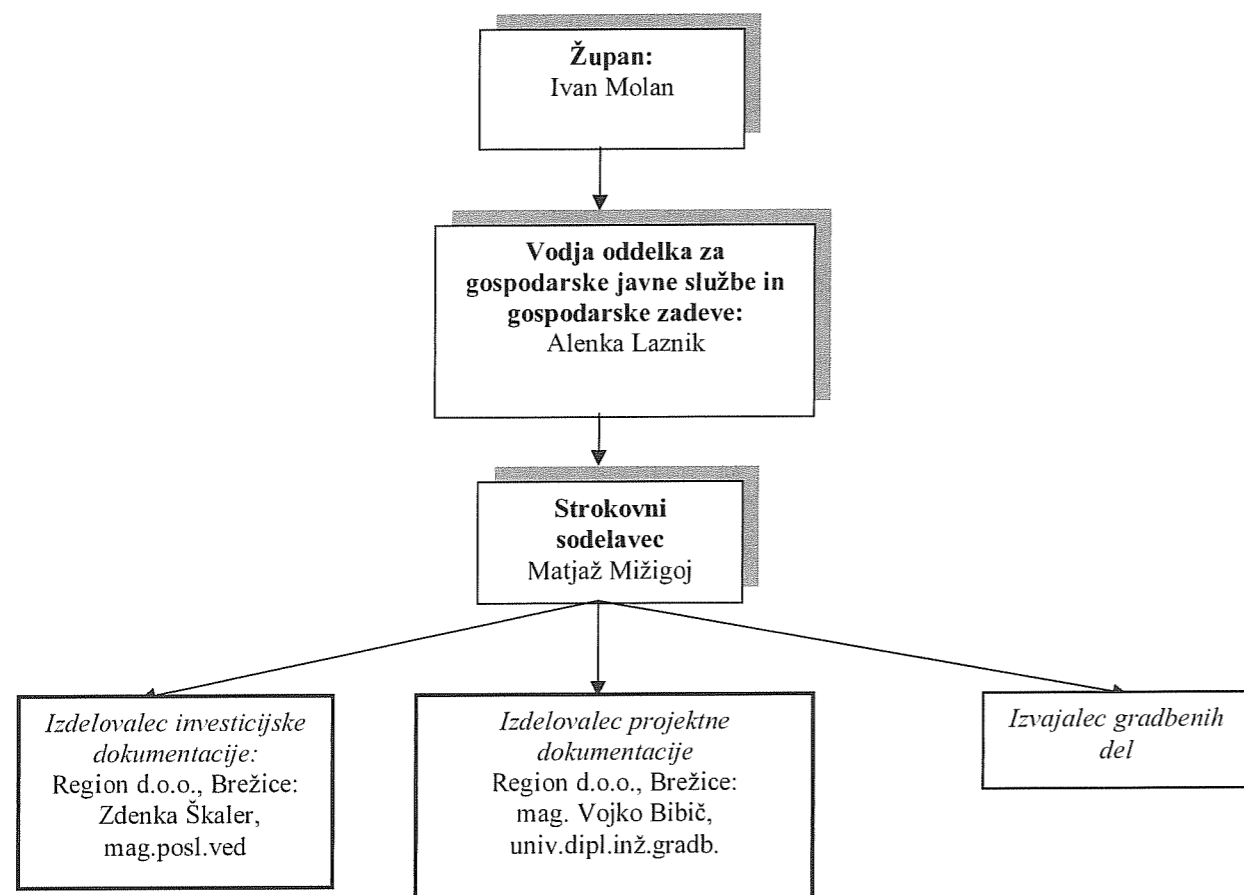 Župan:
Ivan Molan
Vodja oddelka za
gospodarske javne službe in
gospodarske zadeve:
Alenka Laznik
Strokovni
sodelavec
Matjaž Mižigoj
Izdelovalec investicijske
dokumentacije:
Region d.o.o., Brežice:
Zdenka Škaler,
mag.posl.ved
Izdelovalec projektne
dokumentacije
Region d.o.o., Brežice:
mag. Vojko Bibič,
univ.dipl.inž.gradb.
Izvajalec gradbenih
del